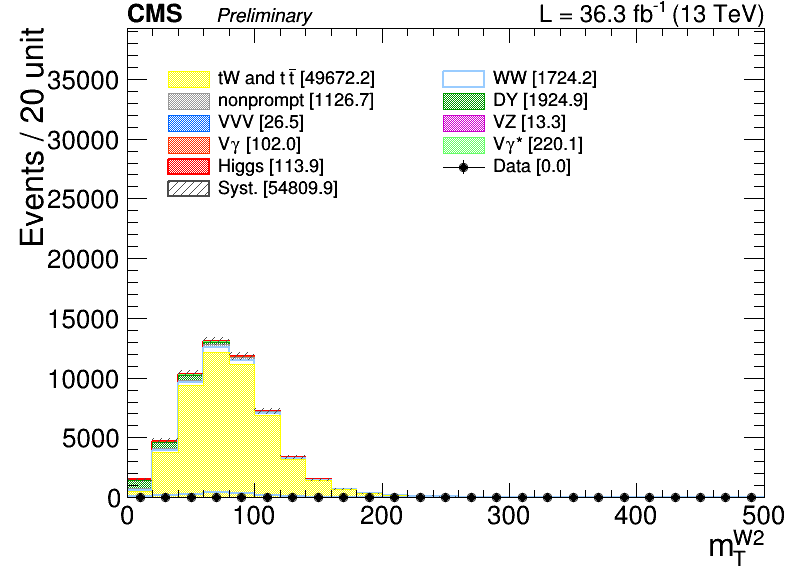 CMS Preliminary L = 36.3 fb⁻¹ (13 TeV)
Events / 20 unit
35000
30000
25000
20000
15000
10000
5000
0
tW and tt̅ [49672.2]
nonprompt [1126.7]
VVV [26.5]
Vγ [102.0]
Higgs [113.9]
Syst. [54809.9]
WW [1724.2]
DY [1924.9]
VZ [13.3]
Vγ* [220.1]
Data [0.0]
0 100 200 300 400 500
m_T^W2